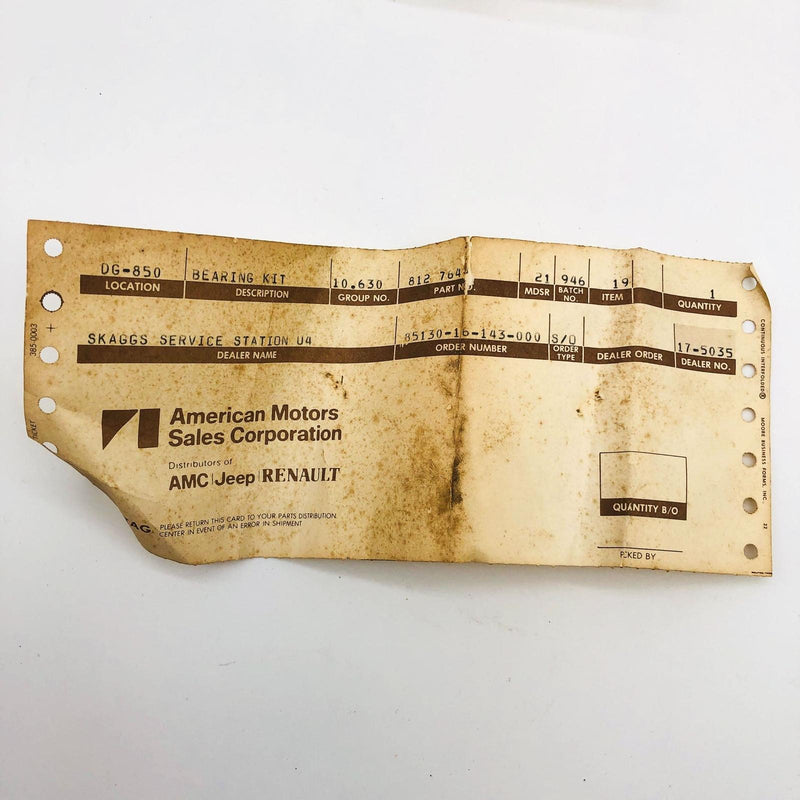 DG-850 BEARING KIT 10.630 812 764 21 946 19 1
LOCATION DESCRIPTION GROUP NO. PART NO. MDSR BATCH NO. ITEM QUANTITY
SKAGGS SERVICE STATION U4 85130-16-143-000 S/O 17-5035
DEALER NAME ORDER NUMBER ORDER TYPE DEALER ORDER DEALER NO.
American Motors
Sales Corporation
Distributors of
AMC Jeep RENAULT
PLEASE RETURN THIS CARD TO YOUR PARTS DISTRIBUTION
CENTER IN EVENT OF AN ERROR IN SHIPMENT
QUANTITY B/O
PICKED BY
385-0003
CONTINUOUS INTERFOLDED® MOORE BUSINESS FORMS, INC. 22